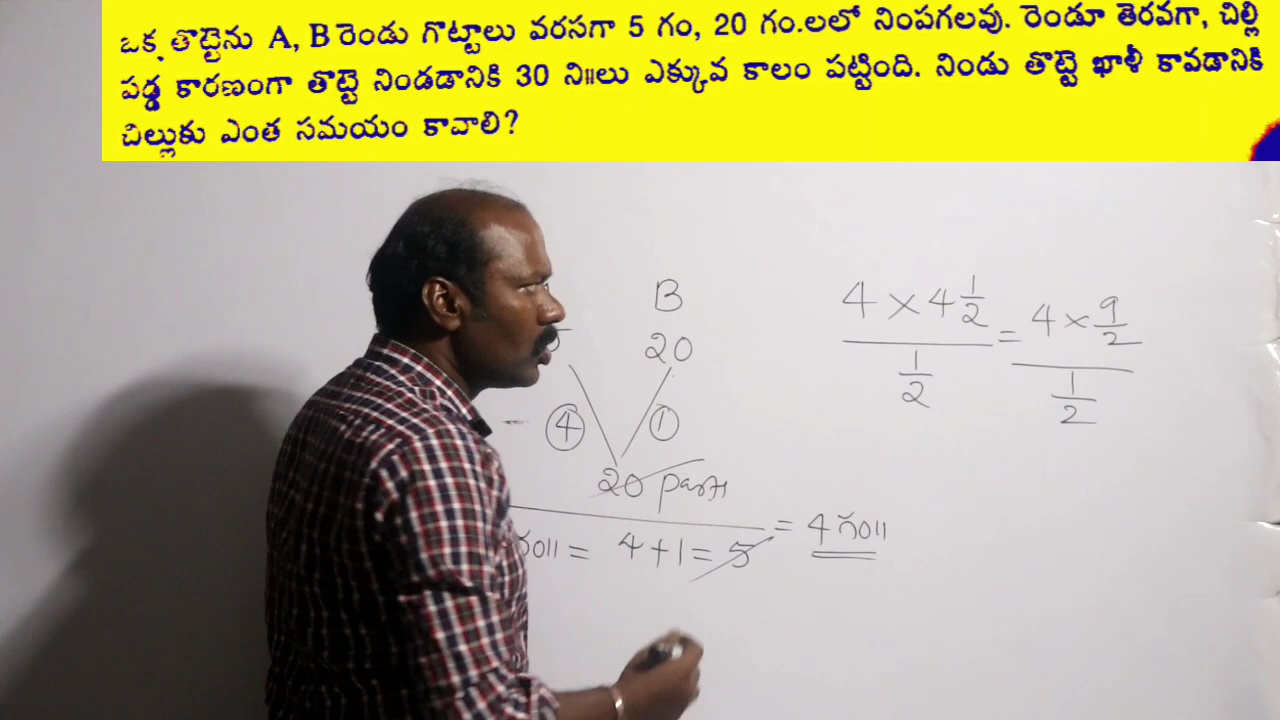 ఒక తొట్టెను A, B రెండు గొట్టాలు వరసగా 5 గం, 20 గం.లలో నింపగలవు. రెండూ తెరవగా, చిల్లి
పడ్డ కారణంగా తొట్టె నిండడానికి 30 ని॥లు ఎక్కువ కాలం పట్టింది. నిండు తొట్టె ఖాళీ కావడానికి
చిల్లుకు ఎంత సమయం కావాలి?
B
20
4 1
20 parts
గం॥ = 4+1 = 5 = 4 గం॥
4 × 4 1/2 = 4 × 9/2
1/2 1/2